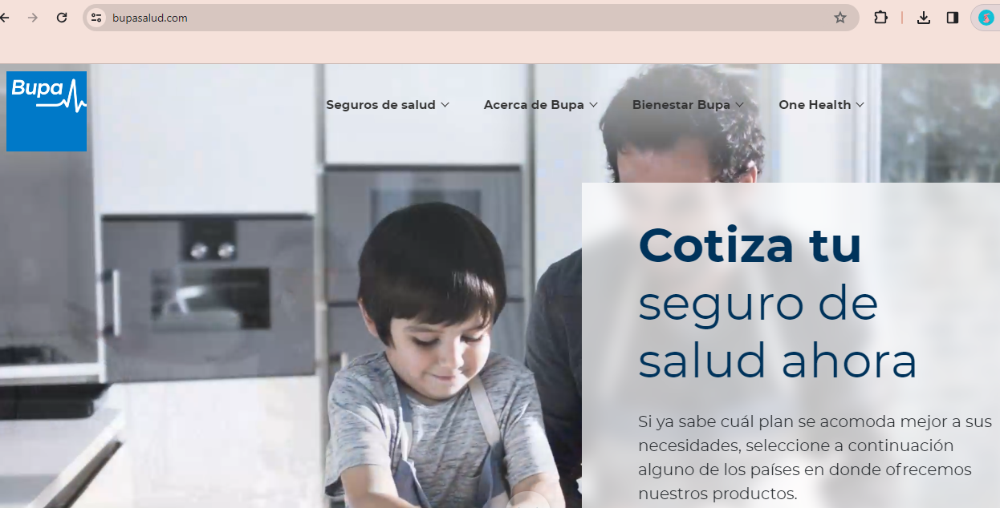 bupasalud.com
Bupa
Seguros de salud Acerca de Bupa Bienestar Bupa One Health
Cotiza tu
seguro de
salud ahora
Si ya sabe cuál plan se acomoda mejor a sus
necesidades, seleccione a continuación
alguno de los países en donde ofrecemos
nuestros productos.